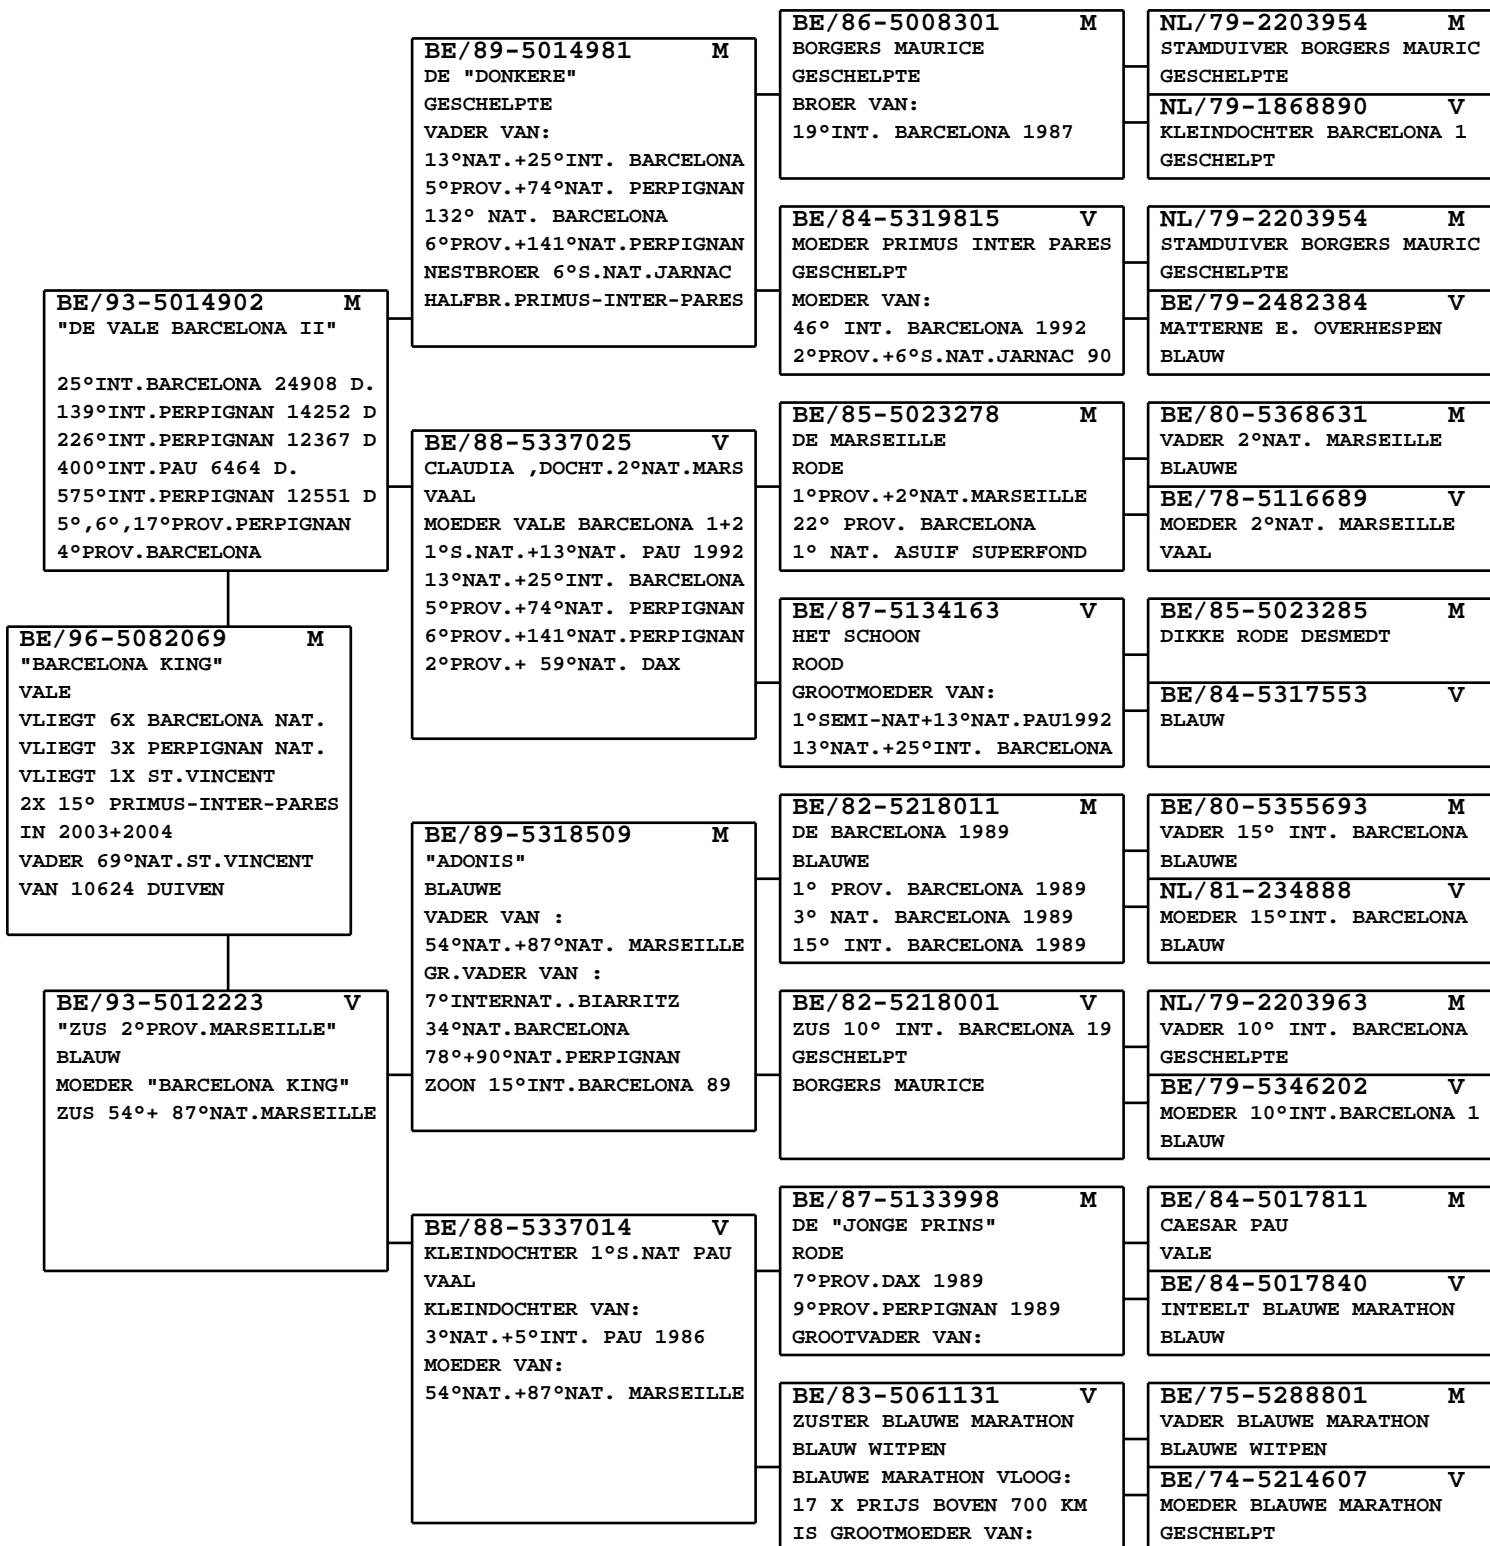 BE/96-5082069 M
"BARCELONA KING"
VALE
VLIEGT 6X BARCELONA NAT.
VLIEGT 3X PERPIGNAN NAT.
VLIEGT 1X ST.VINCENT
2X 15° PRIMUS-INTER-PARES
IN 2003+2004
VADER 69°NAT.ST.VINCENT
VAN 10624 DUIVEN
BE/93-5014902 M
"DE VALE BARCELONA II"
25°INT.BARCELONA 24908 D.
139°INT.PERPIGNAN 14252 D
226°INT.PERPIGNAN 12367 D
400°INT.PAU 6464 D.
575°INT.PERPIGNAN 12551 D
5°,6°,17°PROV.PERPIGNAN
4°PROV.BARCELONA
BE/93-5012223 V
"ZUS 2°PROV.MARSEILLE"
BLAUW
MOEDER "BARCELONA KING"
ZUS 54°+ 87°NAT.MARSEILLE
BE/89-5014981 M
DE "DONKERE"
GESCHELPTE
VADER VAN:
13°NAT.+25°INT. BARCELONA
5°PROV.+74°NAT. PERPIGNAN
132° NAT. BARCELONA
6°PROV.+141°NAT.PERPIGNAN
NESTBROER 6°S.NAT.JARNAC
HALFBR.PRIMUS-INTER-PARES
BE/88-5337025 V
CLAUDIA ,DOCHT.2°NAT.MARS
VAAL
MOEDER VALE BARCELONA 1+2
1°S.NAT.+13°NAT. PAU 1992
13°NAT.+25°INT. BARCELONA
5°PROV.+74°NAT. PERPIGNAN
6°PROV.+141°NAT.PERPIGNAN
2°PROV.+ 59°NAT. DAX
BE/89-5318509 M
"ADONIS"
BLAUWE
VADER VAN :
54°NAT.+87°NAT. MARSEILLE
GR.VADER VAN :
7°INTERNAT..BIARRITZ
34°NAT.BARCELONA
78°+90°NAT.PERPIGNAN
ZOON 15°INT.BARCELONA 89
BE/88-5337014 V
KLEINDOCHTER 1°S.NAT PAU
VAAL
KLEINDOCHTER VAN:
3°NAT.+5°INT. PAU 1986
MOEDER VAN:
54°NAT.+87°NAT. MARSEILLE
BE/86-5008301 M
BORGERS MAURICE
GESCHELPTE
BROER VAN:
19°INT. BARCELONA 1987
BE/84-5319815 V
MOEDER PRIMUS INTER PARES
GESCHELPT
MOEDER VAN:
46° INT. BARCELONA 1992
2°PROV.+6°S.NAT.JARNAC 90
BE/85-5023278 M
DE MARSEILLE
RODE
1°PROV.+2°NAT.MARSEILLE
22° PROV. BARCELONA
1° NAT. ASUIF SUPERFOND
BE/87-5134163 V
HET SCHOON
ROOD
GROOTMOEDER VAN:
1°SEMI-NAT+13°NAT.PAU1992
13°NAT.+25°INT. BARCELONA
BE/82-5218011 M
DE BARCELONA 1989
BLAUWE
1° PROV. BARCELONA 1989
3° NAT. BARCELONA 1989
15° INT. BARCELONA 1989
BE/82-5218001 V
ZUS 10° INT. BARCELONA 19
GESCHELPT
BORGERS MAURICE
BE/87-5133998 M
DE "JONGE PRINS"
RODE
7°PROV.DAX 1989
9°PROV.PERPIGNAN 1989
GROOTVADER VAN:
BE/83-5061131 V
ZUSTER BLAUWE MARATHON
BLAUW WITPEN
BLAUWE MARATHON VLOOG:
17 X PRIJS BOVEN 700 KM
IS GROOTMOEDER VAN:
NL/79-2203954 M
STAMDUIVER BORGERS MAURIC
GESCHELPTE
NL/79-1868890 V
KLEINDOCHTER BARCELONA 1
GESCHELPT
NL/79-2203954 M
STAMDUIVER BORGERS MAURIC
GESCHELPTE
BE/79-2482384 V
MATTERNE E. OVERHESPEN
BLAUW
BE/80-5368631 M
VADER 2°NAT. MARSEILLE
BLAUWE
BE/78-5116689 V
MOEDER 2°NAT. MARSEILLE
VAAL
BE/85-5023285 M
DIKKE RODE DESMEDT
BE/84-5317553 V
BLAUW
BE/80-5355693 M
VADER 15° INT. BARCELONA
BLAUWE
NL/81-234888 V
MOEDER 15°INT. BARCELONA
BLAUW
NL/79-2203963 M
VADER 10° INT. BARCELONA
GESCHELPTE
BE/79-5346202 V
MOEDER 10°INT.BARCELONA 1
BLAUW
BE/84-5017811 M
CAESAR PAU
VALE
BE/84-5017840 V
INTEELT BLAUWE MARATHON
BLAUW
BE/75-5288801 M
VADER BLAUWE MARATHON
BLAUWE WITPEN
BE/74-5214607 V
MOEDER BLAUWE MARATHON
GESCHELPT